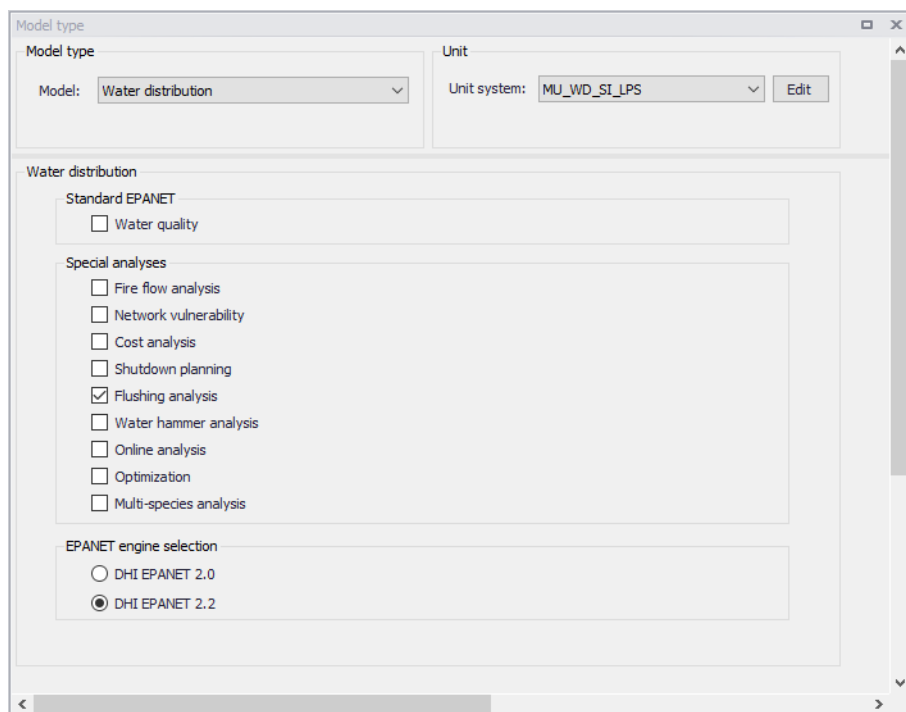 Model type
Model type
Unit
Model: Water distribution
Unit system: MU_WD_SI_LPS Edit
Water distribution
Standard EPANET
Water quality
Special analyses
Fire flow analysis
Network vulnerability
Cost analysis
Shutdown planning
Flushing analysis
Water hammer analysis
Online analysis
Optimization
Multi-species analysis
EPANET engine selection
DHI EPANET 2.0
DHI EPANET 2.2